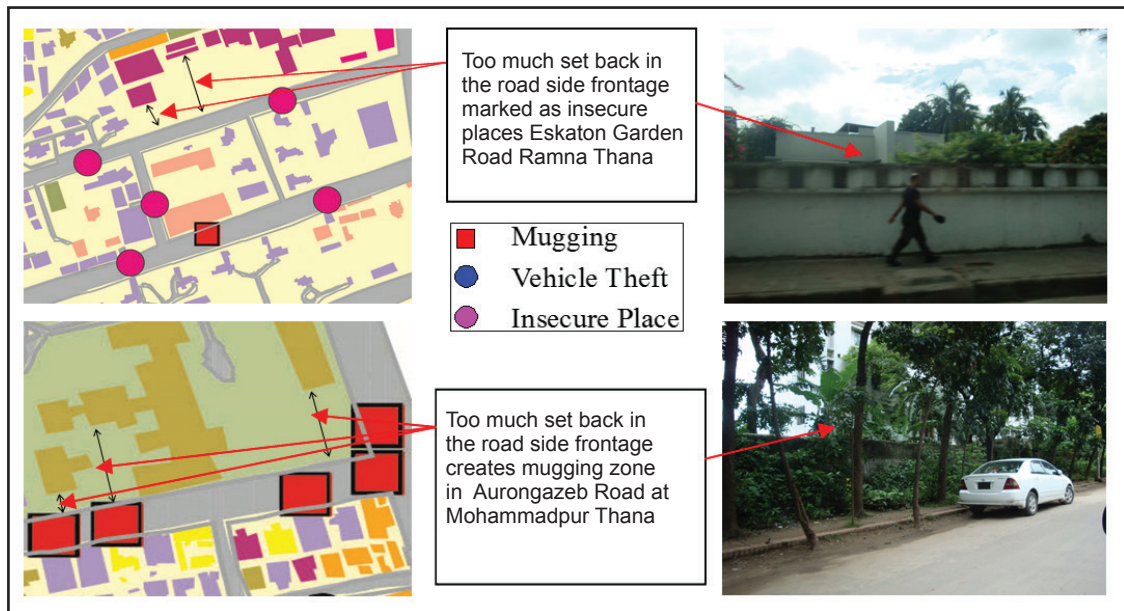 Too much set back in
the road side frontage
marked as insecure
places Eskaton Garden
Road Ramna Thana
Mugging
Vehicle Theft
Insecure Place
Too much set back in
the road side frontage
creates mugging zone
in Aurongazeb Road at
Mohammadpur Thana